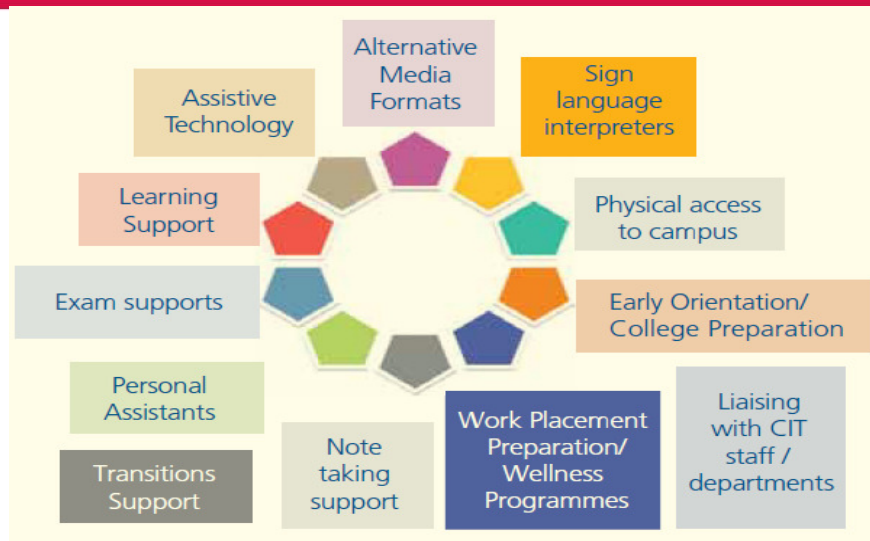 Alternative
Media
Formats
Sign
language
interpreters
Assistive
Technology
Learning
Support
Physical access
to campus
Exam supports
Early Orientation/
College Preparation
Personal
Assistants
Transitions
Support
Note
taking
support
Work Placement
Preparation/
Wellness
Programmes
Liaising
with CIT
staff /
departments